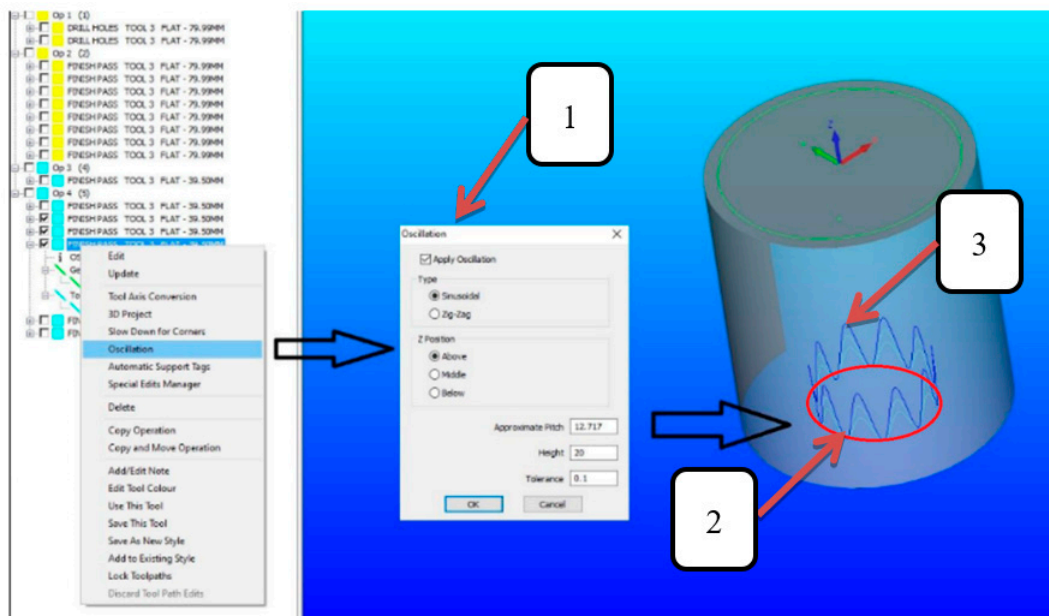 Op 1 (1)
DRILL HOLES TOOL 3 FLAT - 79.99MM
DRILL HOLES TOOL 3 FLAT - 79.99MM
Op 2 (2)
FINISH PASS TOOL 3 FLAT - 79.99MM
FINISH PASS TOOL 3 FLAT - 79.99MM
FINISH PASS TOOL 3 FLAT - 79.99MM
FINISH PASS TOOL 3 FLAT - 79.99MM
FINISH PASS TOOL 3 FLAT - 79.99MM
FINISH PASS TOOL 3 FLAT - 79.99MM
FINISH PASS TOOL 3 FLAT - 79.99MM
FINISH PASS TOOL 3 FLAT - 79.99MM
Op 3 (4)
FINISH PASS TOOL 3 FLAT - 39.50MM
Op 4 (5)
FINISH PASS TOOL 3 FLAT - 39.50MM
FINISH PASS TOOL 3 FLAT - 39.50MM
FINISH PASS TOOL 3 FLAT - 39.50MM
Edit
Update
Tool Axis Conversion
3D Project
Slow Down for Corners
Oscillation
Automatic Support Tags
Special Edits Manager
Delete
Copy Operation
Copy and Move Operation
Add/Edit Note
Edit Tool Colour
Use This Tool
Save This Tool
Save As New Style
Add to Existing Style
Lock Toolpaths
Discard Tool Path Edits
Oscillation
Apply Oscilation
Type
Sinusoidal
Zig-Zag
Z Position
Above
Middle
Below
Approximate Pitch 12.717
Height 20
Tolerance 0.1
OK Cancel
1
Z
3
2